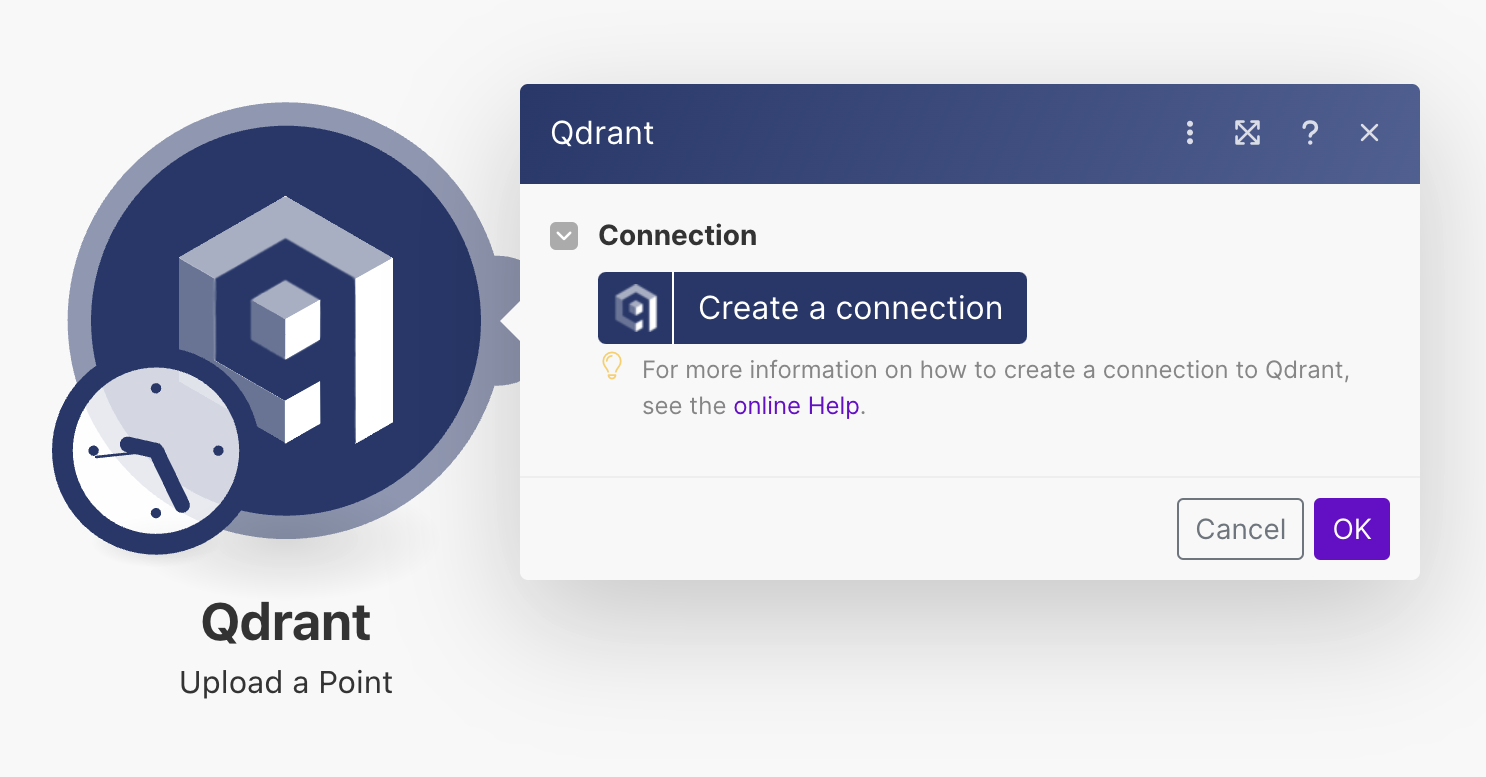 Qdrant
Connection
Create a connection
For more information on how to create a connection to Qdrant,
see the online Help.
Cancel
OK
Qdrant
Upload a Point